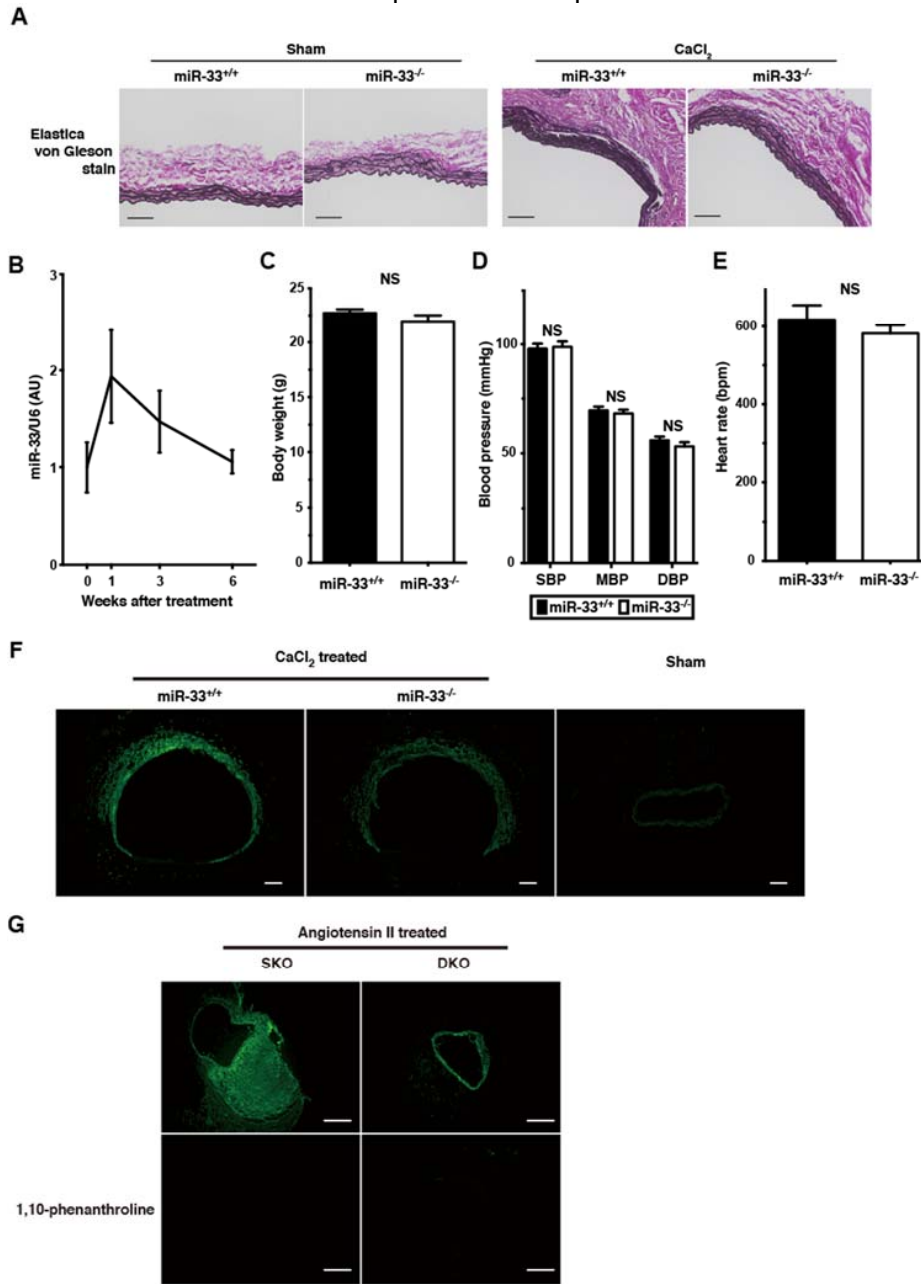 A
Sham
CaCl₂
miR-33⁺/⁺
miR-33⁻/⁻
miR-33⁺/⁺
miR-33⁻/⁻
Elastica
von Gieson
stain
B
miR-33/U6 (AU)
3
2
1
0
0 1 3 6
Weeks after treatment
C
NS
Body weight (g)
25
20
15
10
5
0
miR-33⁺/⁺ miR-33⁻/⁻
D
Blood pressure (mmHg)
100
50
0
NS
NS
NS
SBP MBP DBP
miR-33⁺/⁺ miR-33⁻/⁻
E
NS
Heart rate (bpm)
600
400
200
0
miR-33⁺/⁺ miR-33⁻/⁻
F
CaCl₂ treated
Sham
miR-33⁺/⁺
miR-33⁻/⁻
G
Angiotensin II treated
SKO
DKO
1,10-phenanthroline